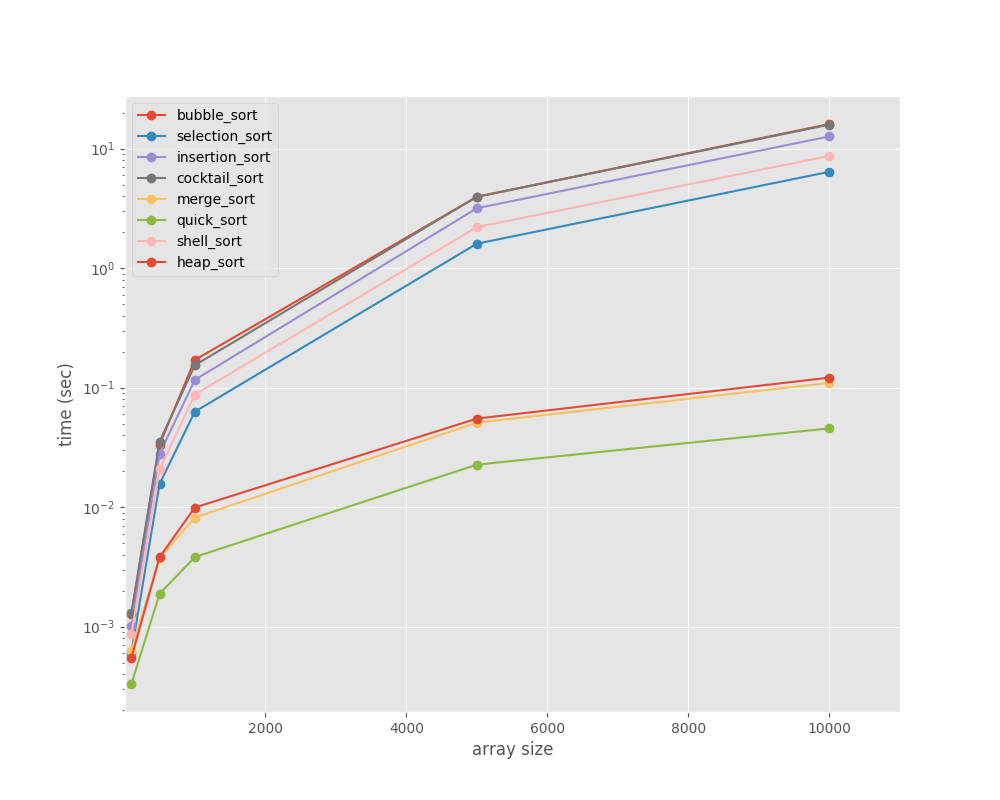 bubble_sort
selection_sort
insertion_sort
cocktail_sort
merge_sort
quick_sort
shell_sort
heap_sort
10¹
10⁰
10⁻¹
10⁻²
10⁻³
time (sec)
2000 4000 6000 8000 10000
array size